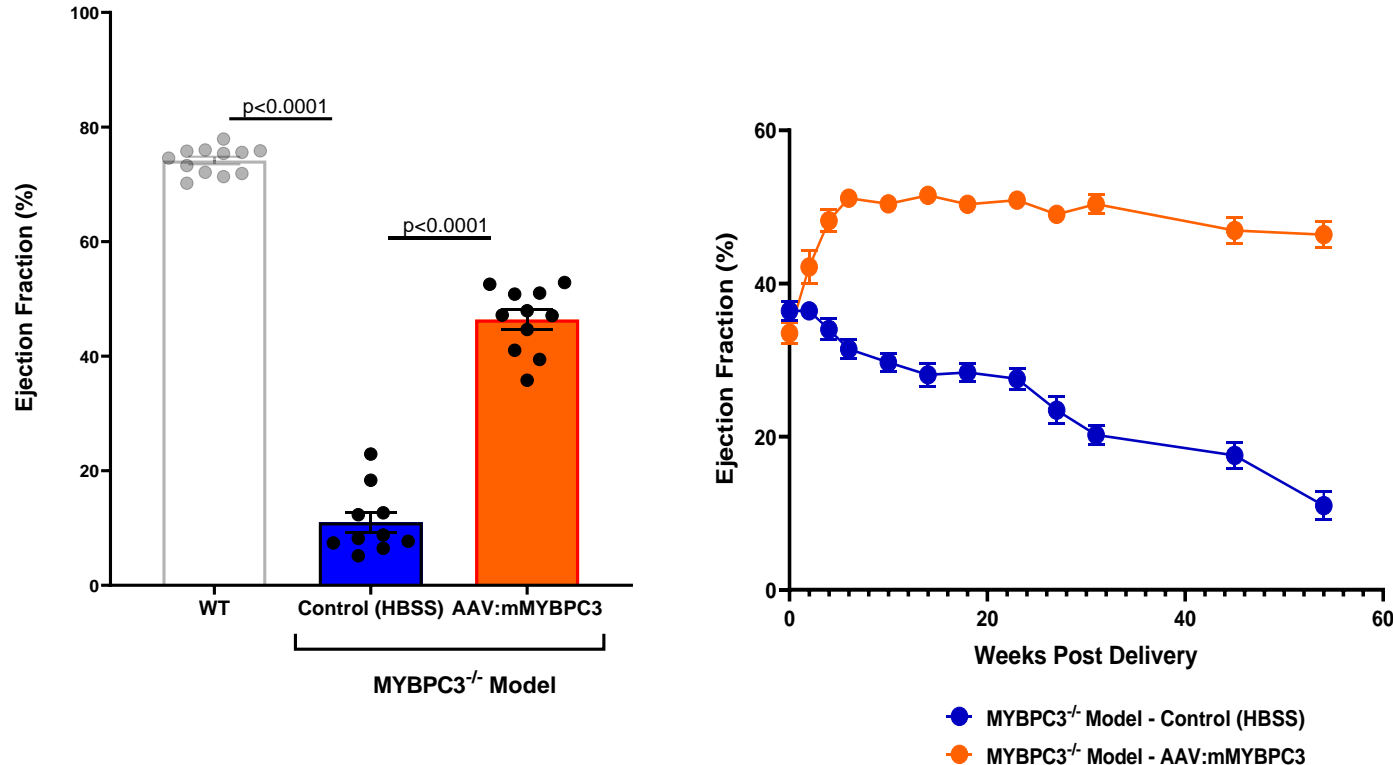 100
80
60
40
20
0
Ejection Fraction (%)
p<0.0001
p<0.0001
WT
Control (HBSS)
AAV:mMYBPC3
MYBPC3-/- Model
60
40
20
0
Ejection Fraction (%)
0
20
40
60
Weeks Post Delivery
MYBPC3-/- Model - Control (HBSS)
MYBPC3-/- Model - AAV:mMYBPC3